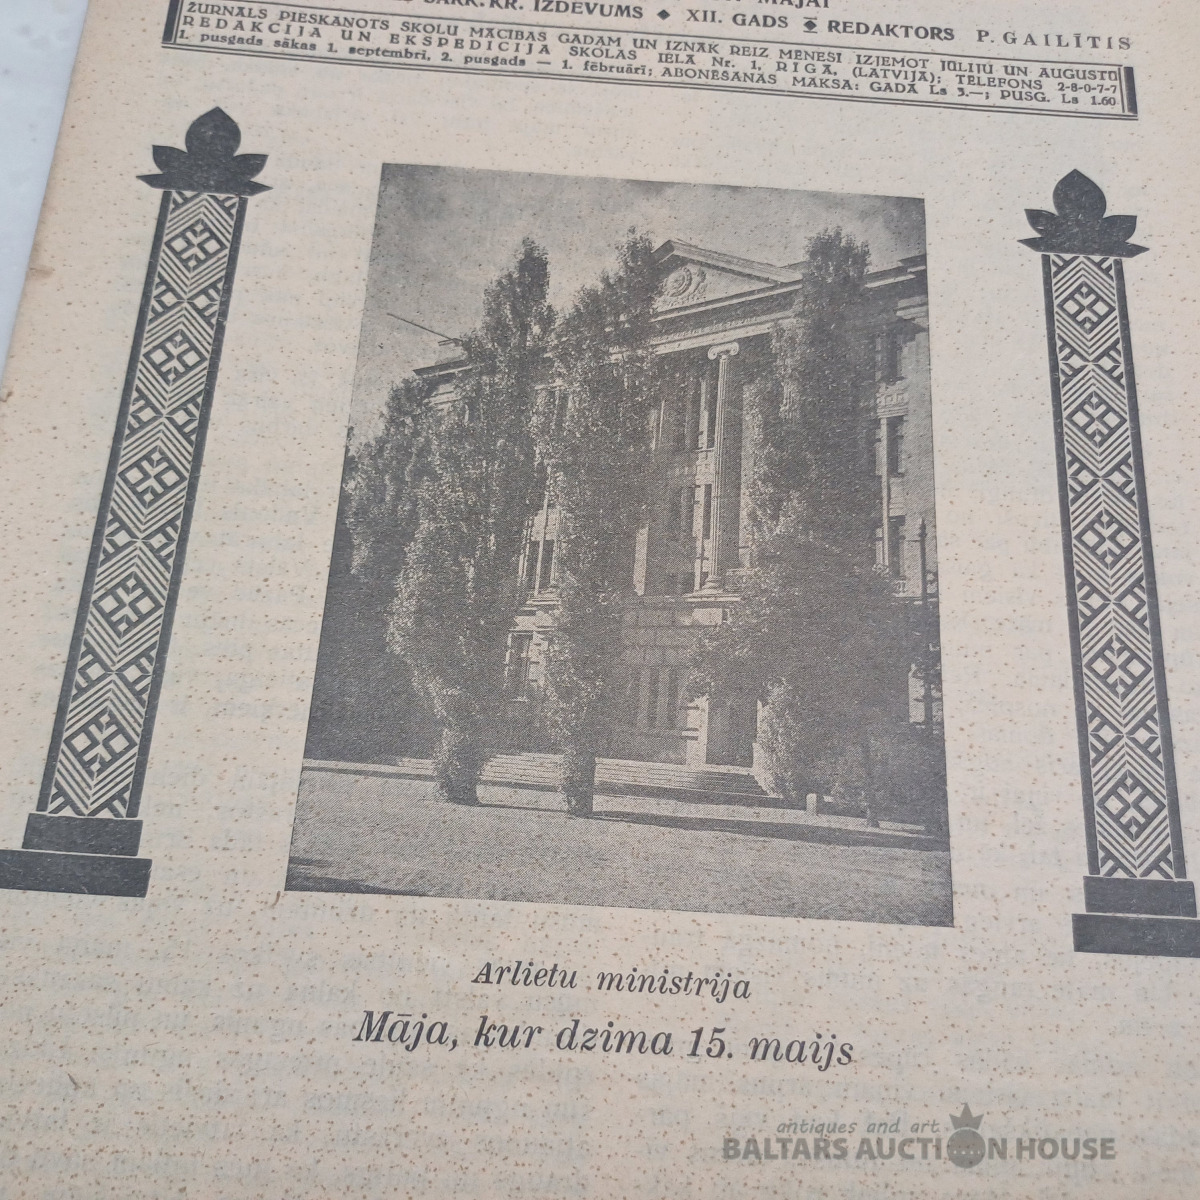 MĀJAI
KR. IZDEVUMS ◆ XII. GADS ◆ REDAKTORS P. GAILĪTIS
ŽURNĀLS PIESKAŅOTS SKOLU MĀCĪBAS GADAM UN IZNĀK REIZ MĒNESĪ IZŅEMOT JŪLIJU UN AUGUSTU
REDAKCIJA UN EKSPEDICIJA SKOLAS IELĀ Nr. 1, RĪGĀ, (LATVIJĀ); TELEFONS 2-8-0-7-7
1. pusgads sākas 1. septembrī, 2. pusgads — 1. februārī; ABONĒŠANAS MAKSA: GADĀ Ls 3.—; PUSG. Ls 1.60
Arlietu ministrija
Māja, kur dzima 15. maijs
antiques and art
BALTARS AUCTION HOUSE